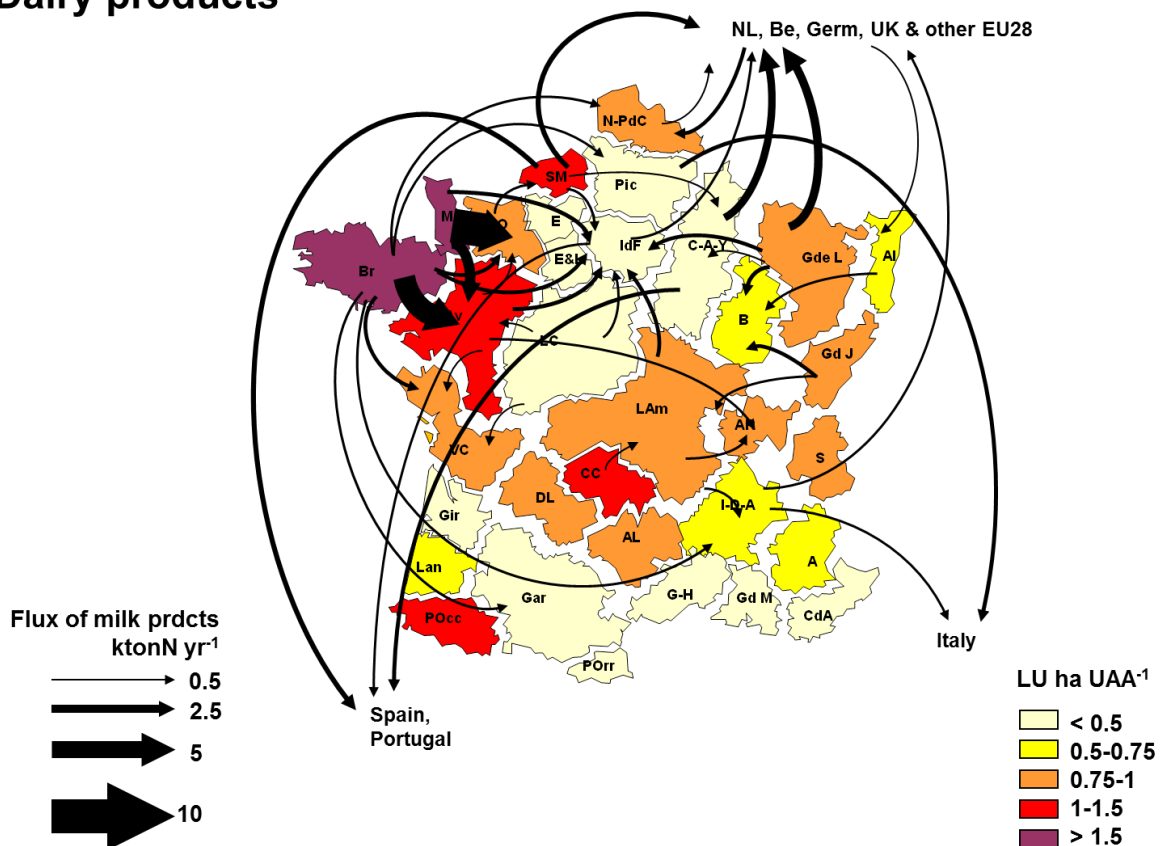 Dairy products
NL, Be, Germ, UK & other EU28
N-PdC
SM
Pic
M
O
E
IdF
C-A-Y
Gde L
Al
Br
E&L
B
LC
Gd J
LAm
VC
S
CC
DL
I-D-A
Gir
AL
A
Lan
Gar
G-H
Gd M
CdA
POcc
POrr
Italy
Flux of milk prdcts
ktonN yr-1
0.5
2.5
5
10
Spain,
Portugal
LU ha UAA-1
< 0.5
0.5-0.75
0.75-1
1-1.5
> 1.5